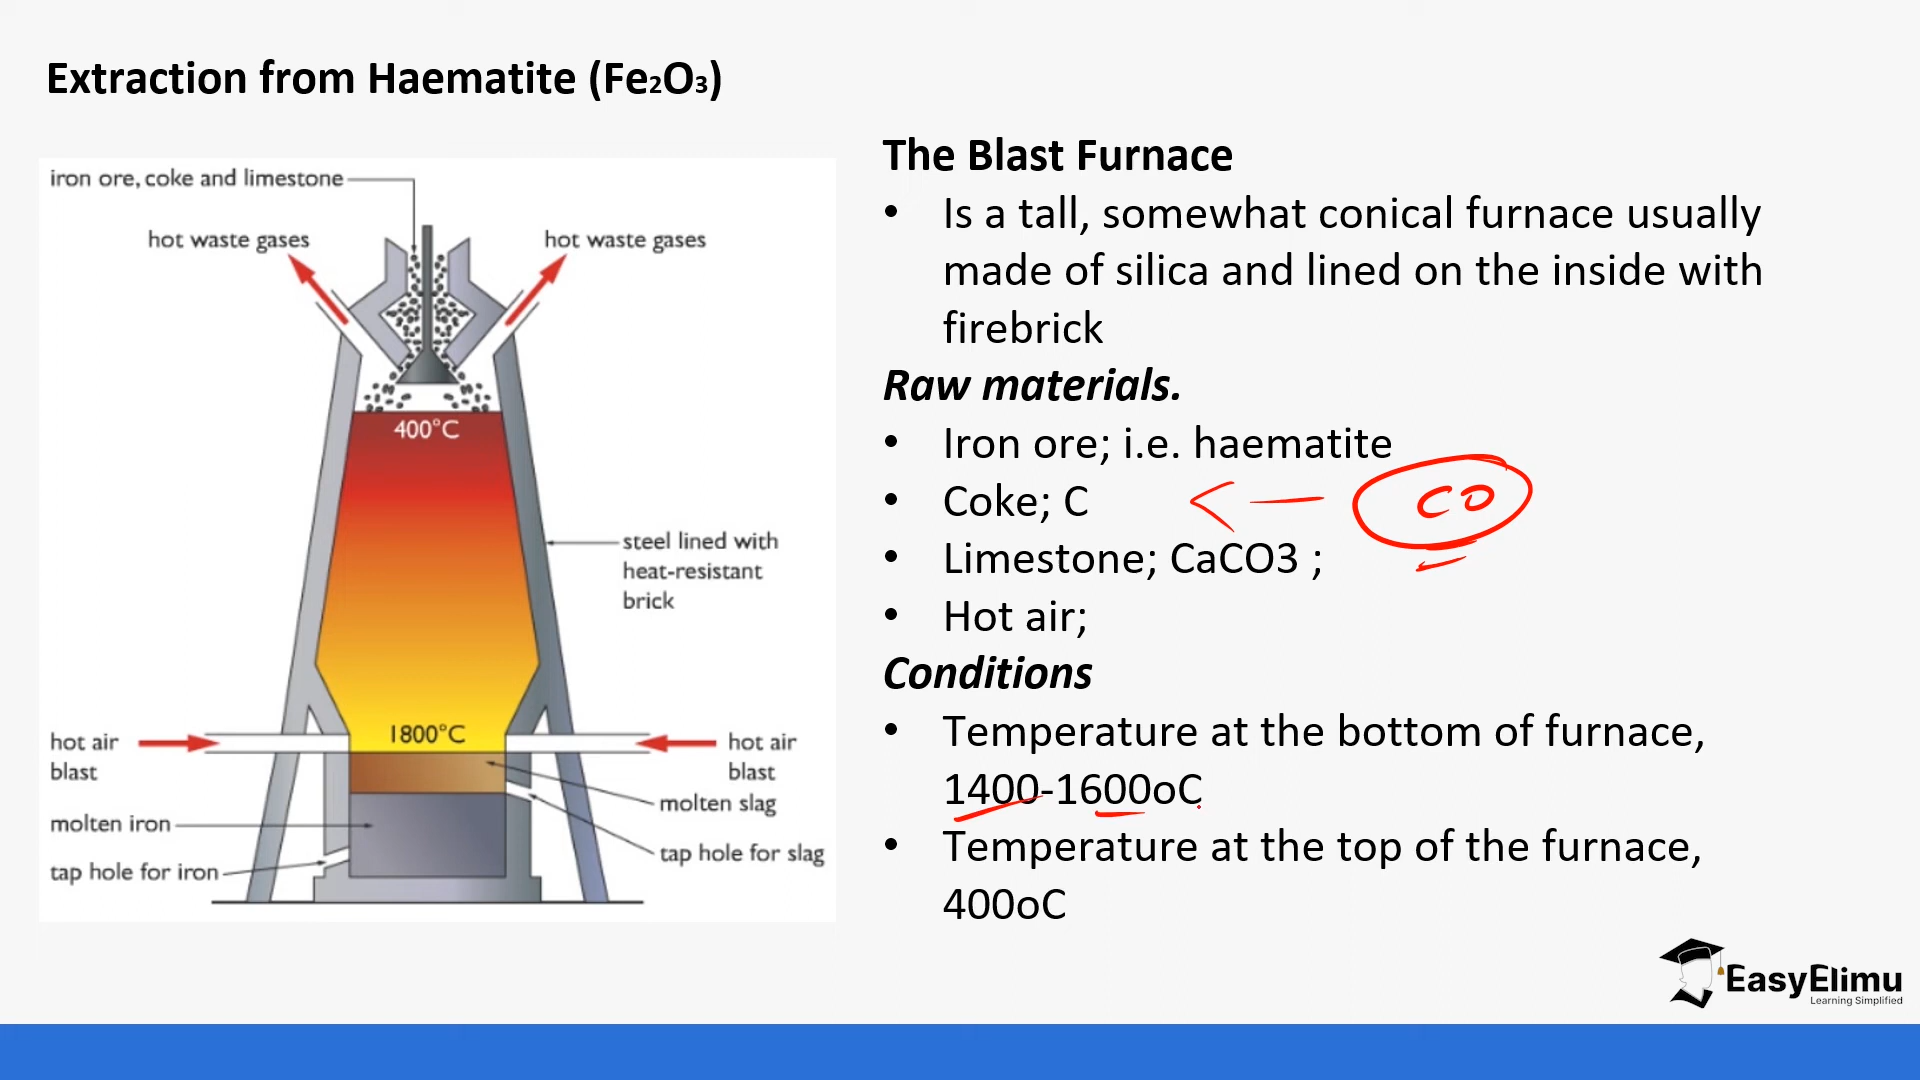 Extraction from Haematite (Fe₂O₃)
iron ore, coke and limestone
hot waste gases
hot waste gases
400°C
steel lined with
heat-resistant
brick
1800°C
hot air
blast
hot air
blast
molten slag
molten iron
tap hole for slag
tap hole for iron
The Blast Furnace
• Is a tall, somewhat conical furnace usually
made of silica and lined on the inside with
firebrick
Raw materials.
• Iron ore; i.e. haematite
• Coke; C
CO
• Limestone; CaCO3 ;
• Hot air;
Conditions
• Temperature at the bottom of furnace,
1400-1600oC
• Temperature at the top of the furnace,
400oC
EasyElimu
Learning Simplified